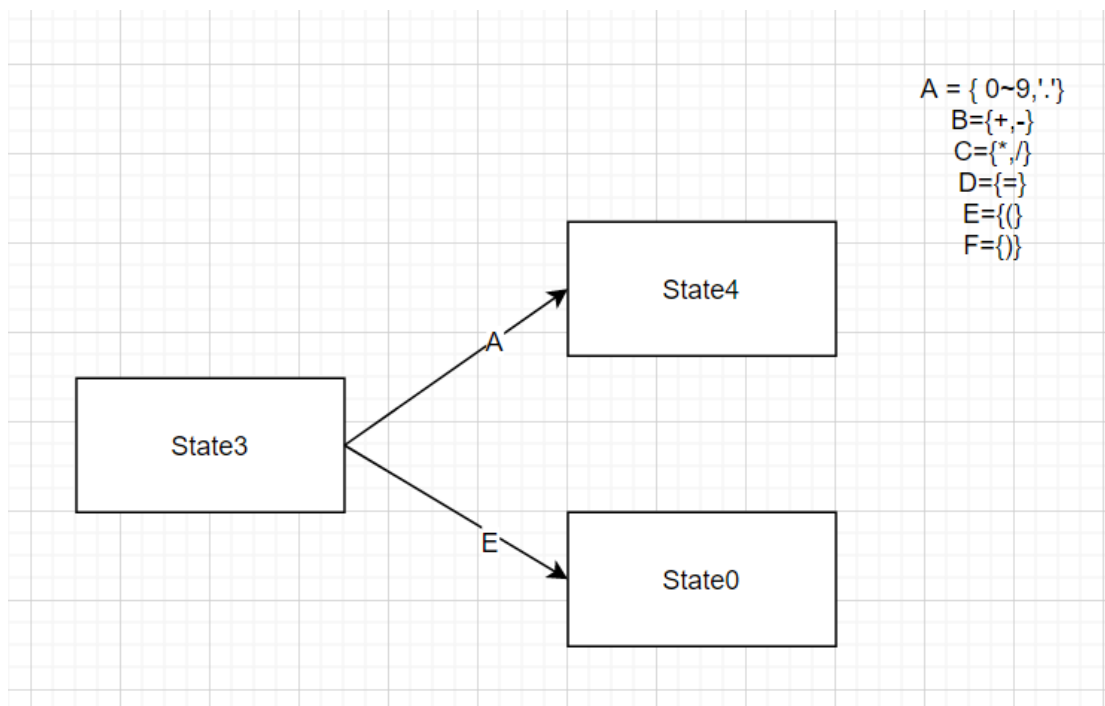 A = { 0~9,'.'}
B={+,-}
C={*,/}
D={=}
E={(}
F={)}
State4
A
State3
E
State0